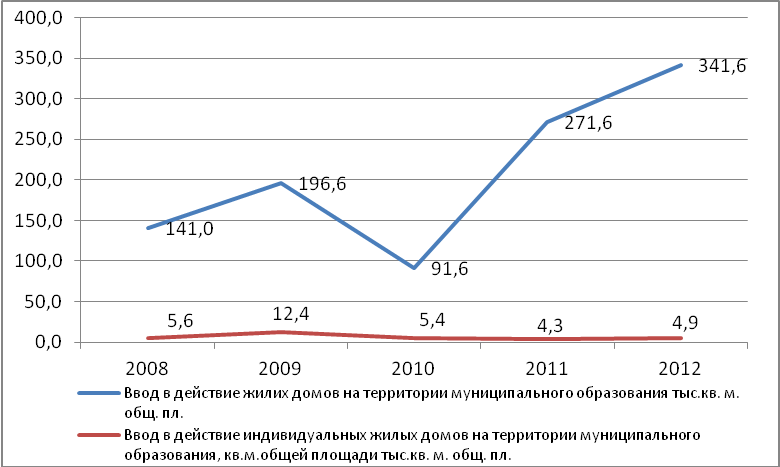 400,0
350,0
341,6
300,0
271,6
250,0
200,0
196,6
150,0
141,0
100,0
91,6
50,0
5,6 12,4 5,4 4,3 4,9
0,0
2008 2009 2010 2011 2012
Ввод в действие жилих домов на территории муниципального образования тыс.кв. м.
общ. пл.
Ввод в действие индивидуальных жилых домов на территории муниципального
образования, кв.м.общей площади тыс.кв. м. общ. пл.